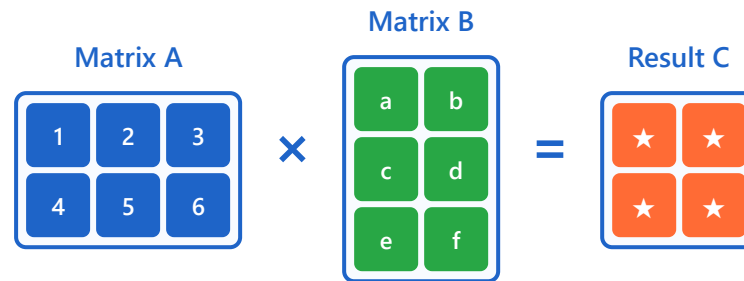 Matrix A
1 2 3
4 5 6
×
Matrix B
a b
c d
e f
=
Result C
★ ★
★ ★